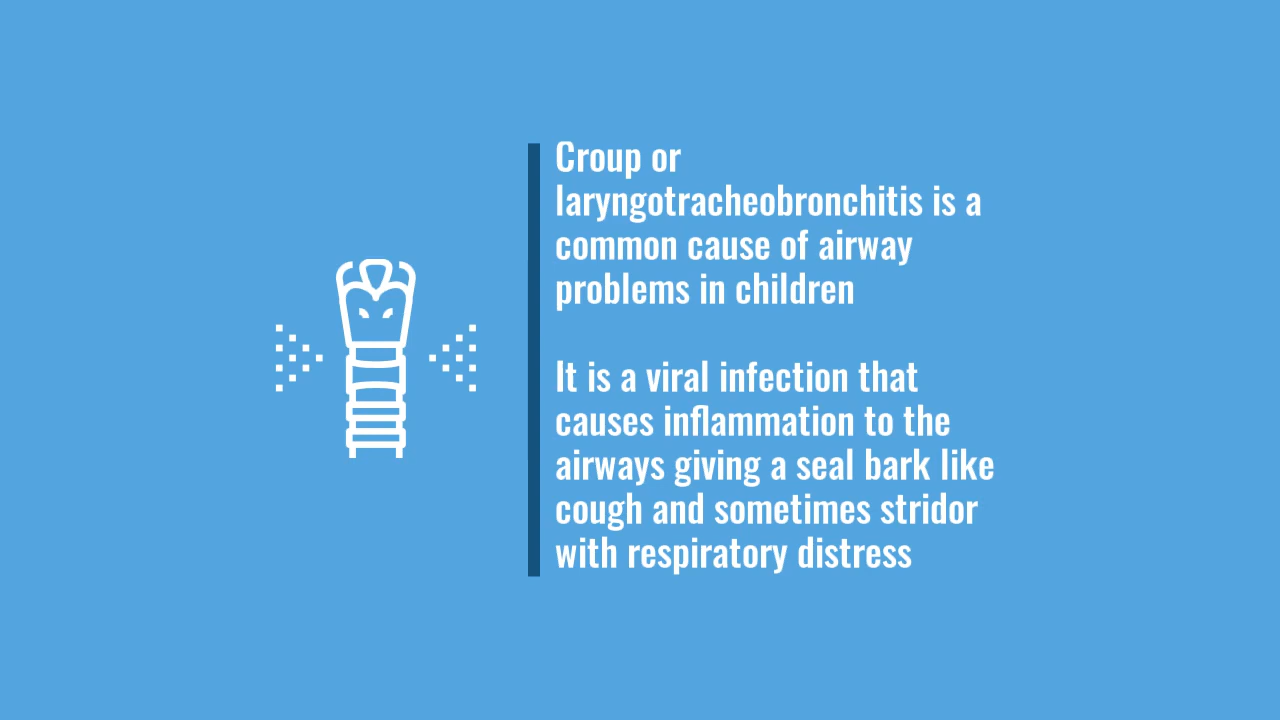 Croup or
laryngotracheobronchitis is a
common cause of airway
problems in children
It is a viral infection that
causes inflammation to the
airways giving a seal bark like
cough and sometimes stridor
with respiratory distress